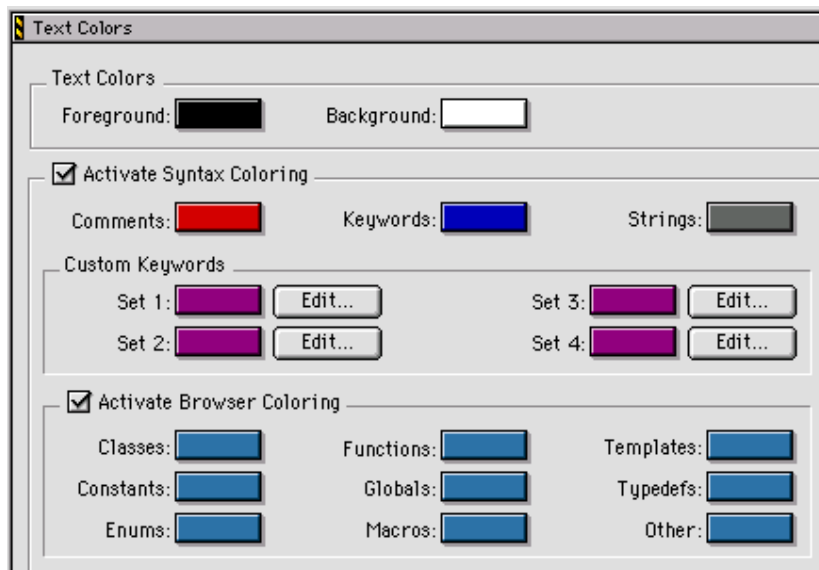 Text Colors
Text Colors
Foreground: Background:
Activate Syntax Coloring
Comments: Keywords: Strings:
Custom Keywords
Set 1: Edit... Set 3: Edit...
Set 2: Edit... Set 4: Edit...
Activate Browser Coloring
Classes: Functions: Templates:
Constants: Globals: Typedefs:
Enums: Macros: Other: